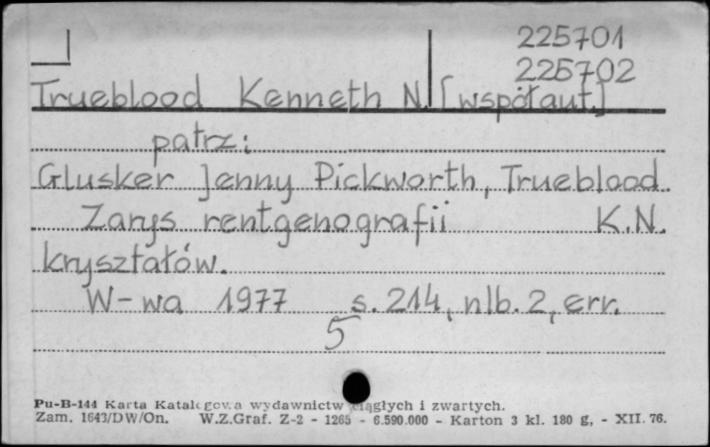 225701
225702
Trueblood Kenneth N. [współaut.]
patrz:
Glusker Jenny Pickworth, Trueblood
Zarys rentgenografii K.N.
kryształów.
W-wa 1977 s. 214, nlb. 2, err.
5
Pu-B-144 Karta Katalogowa wydawnictw ciągłych i zwartych.
Zam. 1643/DW/On. W.Z.Graf. Z-2 - 1265 - 6.590.000 - Karton 3 kl. 180 g, - XII. 76.